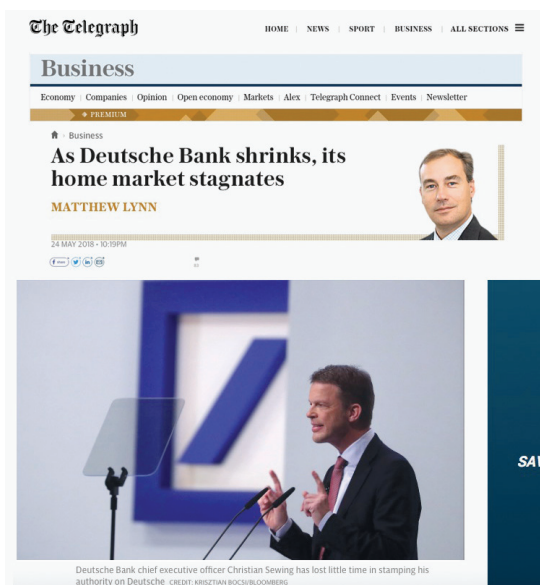 The Telegraph
HOME | NEWS | SPORT | BUSINESS | ALL SECTIONS
Business
Economy | Companies | Opinion | Open economy | Markets | Alex | Telegraph Connect | Events | Newsletter
PREMIUM
Business
As Deutsche Bank shrinks, its
home market stagnates
MATTHEW LYNN
24 MAY 2018 • 10:19PM
SAV
Deutsche Bank chief executive officer Christian Sewing has lost little time in stamping his
authority on Deutsche CREDIT: KRISZTIAN BOCSI/BLOOMBERG